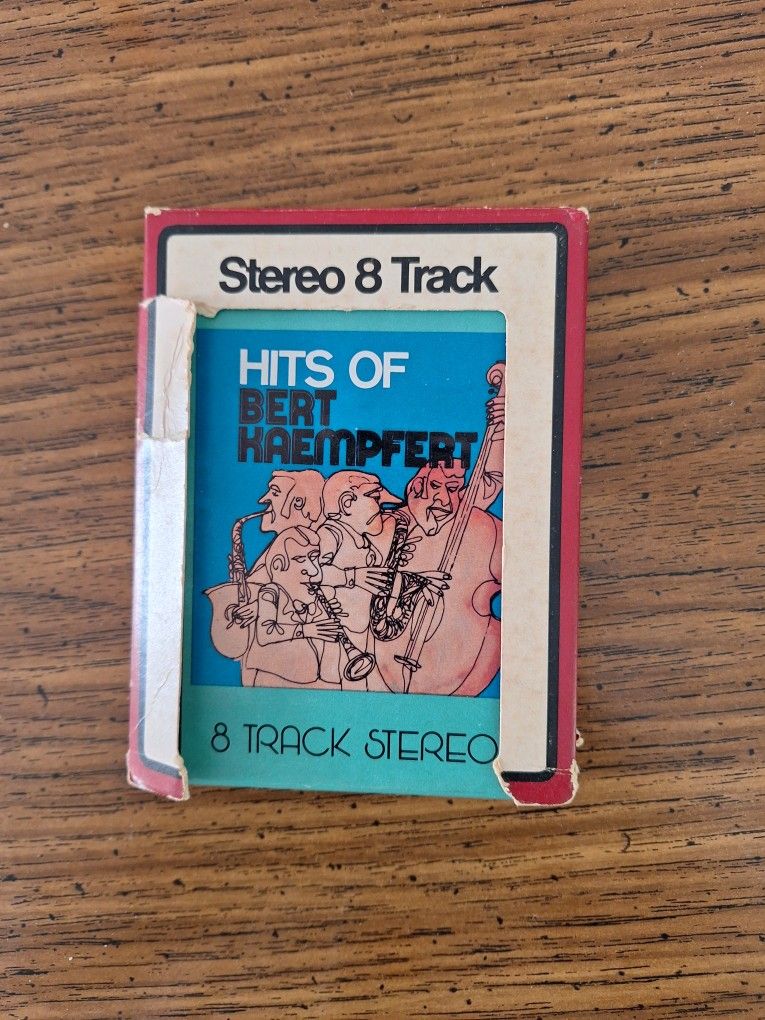 Stereo 8 Track
HITS OF
BERT
KAEMPFERT
8 TRACK STEREO